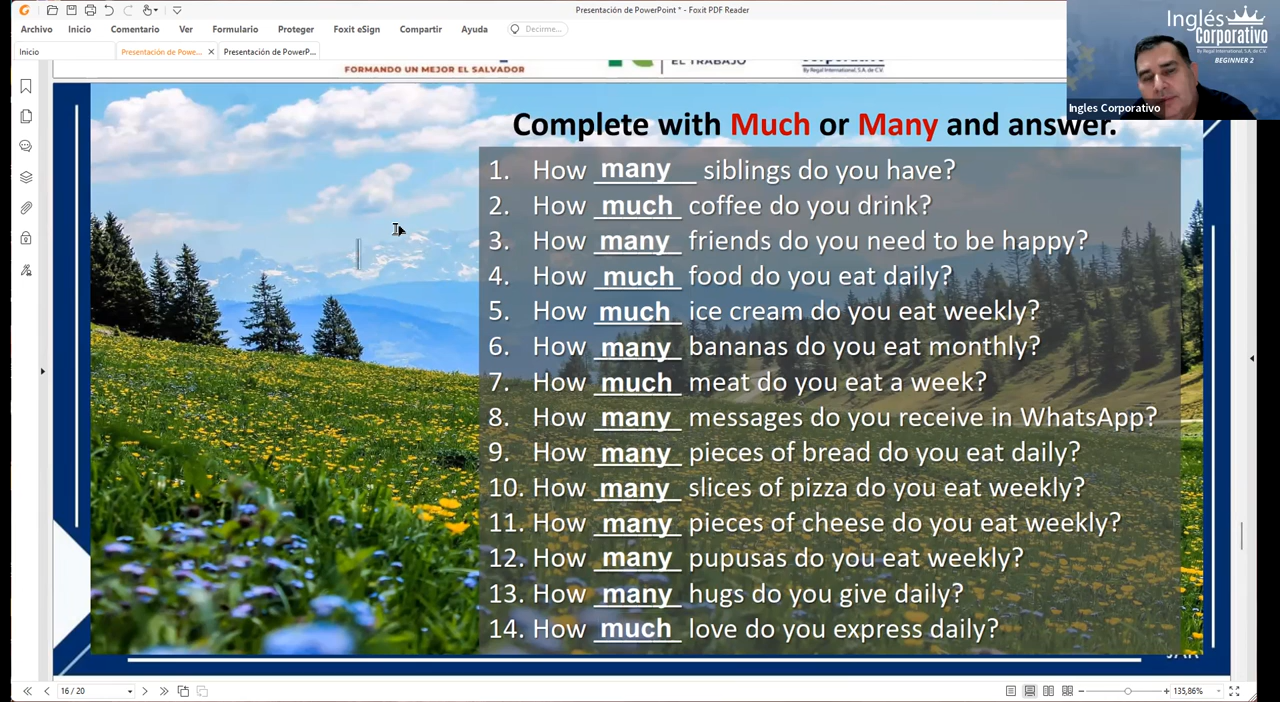 Presentación de PowerPoint * - Foxit PDF Reader
Archivo Inicio Comentario Ver Formulario Proteger Foxit eSign Compartir Ayuda Decirme...
Inicio Presentación de Powe... Presentación de PowerP...
FORMANDO UN MEJOR EL SALVADOR
EL TRABAJO
By Regal International, S.A. de C.V.
Inglés
Corporativo
By Regal International, S.A. de C.V.
BEGINNER 2
Ingles Corporativo
Complete with Much or Many and answer.
1. How many siblings do you have?
2. How much coffee do you drink?
3. How many friends do you need to be happy?
4. How much food do you eat daily?
5. How much ice cream do you eat weekly?
6. How many bananas do you eat monthly?
7. How much meat do you eat a week?
8. How many messages do you receive in WhatsApp?
9. How many pieces of bread do you eat daily?
10. How many slices of pizza do you eat weekly?
11. How many pieces of cheese do you eat weekly?
12. How many pupusas do you eat weekly?
13. How many hugs do you give daily?
14. How much love do you express daily?
16 / 20
135,86%